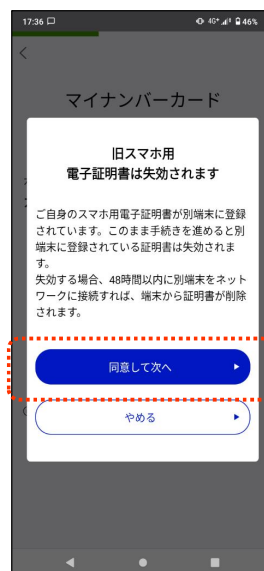 17:36 4G+ 46%
マイナンバーカード
旧スマホ用
電子証明書は失効されます
ご自身のスマホ用電子証明書が別端末に登録
されています。このまま手続きを進めると別
端末に登録されている証明書は失効されま
す。
失効する場合、48時間以内に別端末をネット
ワークに接続すれば、端末から証明書が削除
されます。
同意して次へ
やめる